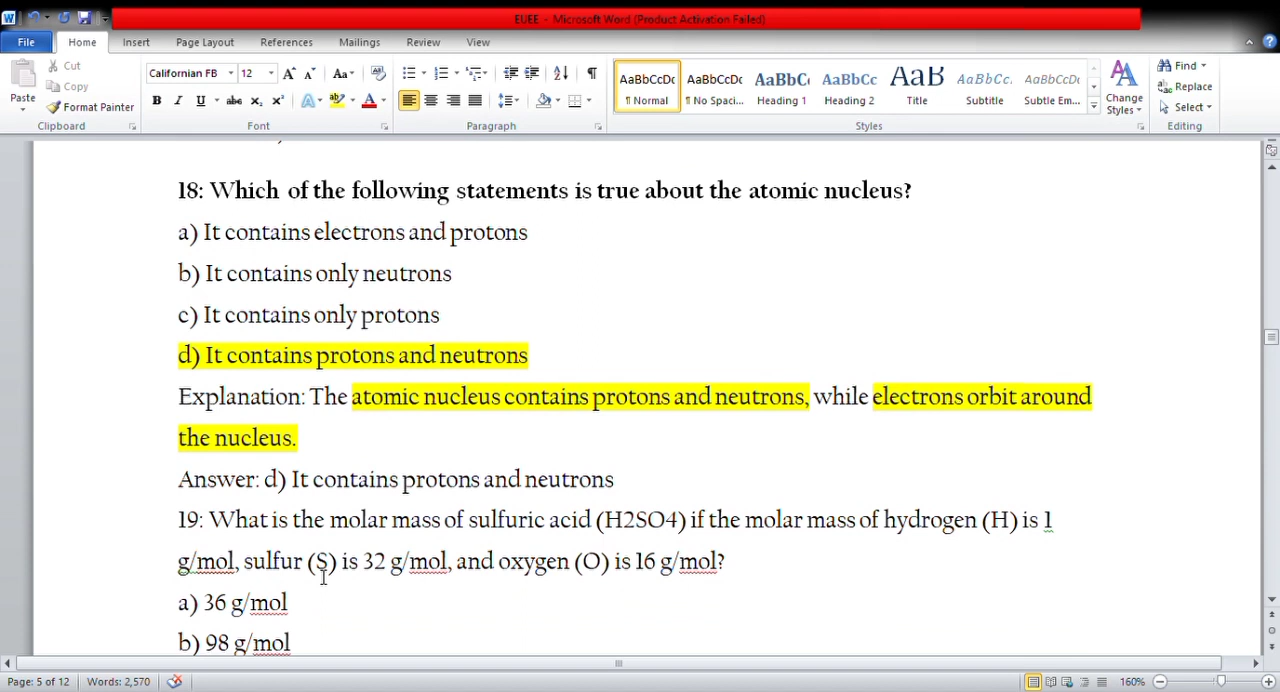 EUEE - Microsoft Word (Product Activation Failed)
File Home Insert Page Layout References Mailings Review View
Cut
Copy
Format Painter
Paste
Clipboard
Californian FB 12
Font
Paragraph
AaBbCcDc AaBbCcDc AaBbC AaBbCc AaB AaBbCc. AaBbCcDc
¶ Normal ¶ No Spaci... Heading 1 Heading 2 Title Subtitle Subtle Em...
Change
Styles
Styles
Find
Replace
Select
Editing
18: Which of the following statements is true about the atomic nucleus?
a) It contains electrons and protons
b) It contains only neutrons
c) It contains only protons
d) It contains protons and neutrons
Explanation: The atomic nucleus contains protons and neutrons, while electrons orbit around
the nucleus.
Answer: d) It contains protons and neutrons
19: What is the molar mass of sulfuric acid (H2SO4) if the molar mass of hydrogen (H) is 1
g/mol, sulfur (S) is 32 g/mol, and oxygen (O) is 16 g/mol?
a) 36 g/mol
b) 98 g/mol
Page: 5 of 12 Words: 2,570 160%